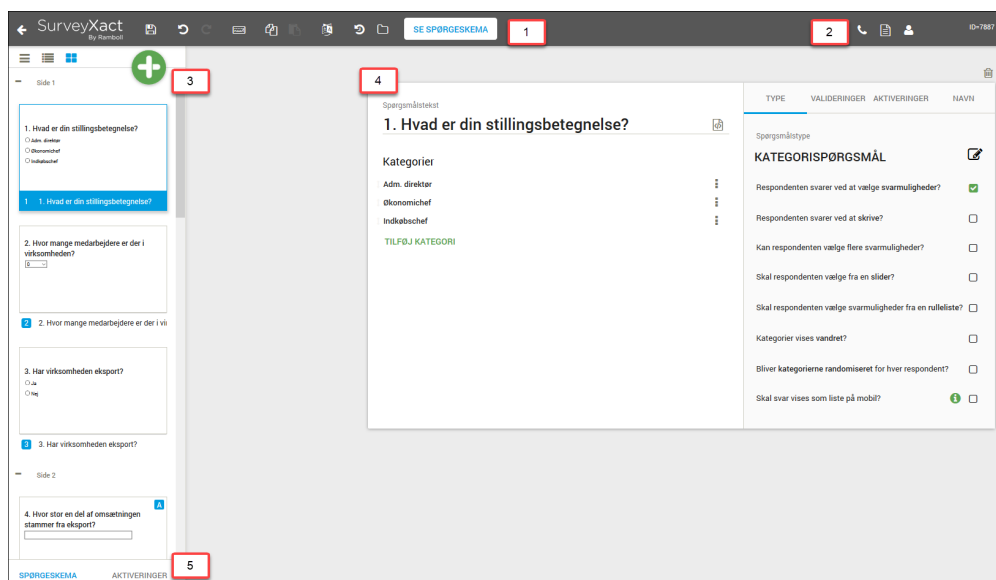 SurveyXact
By Ramboll
SE SPØRGESKEMA
1
2
ID=7887
3
Side 1
1. Hvad er din stillingsbetegnelse?
Adm. direktør
Økonomichef
Indkøbschef
1 1. Hvad er din stillingsbetegnelse?
2. Hvor mange medarbejdere er der i
virksomheden?
0
2 2. Hvor mange medarbejdere er der i vi
3. Har virksomheden eksport?
Ja
Nej
3 3. Har virksomheden eksport?
Side 2
A
4. Hvor stor en del af omsætningen
stammer fra eksport?
SPØRGESKEMA AKTIVERINGER
5
4
Spørgsmålstekst
1. Hvad er din stillingsbetegnelse?
Kategorier
Adm. direktør
Økonomichef
Indkøbschef
TILFØJ KATEGORI
TYPE VALIDERINGER AKTIVERINGER NAVN
Spørgsmålstype
KATEGORISPØRGSMÅL
Respondenten svarer ved at vælge svarmuligheder?
Respondenten svarer ved at skrive?
Kan respondenten vælge flere svarmuligheder?
Skal respondenten vælge fra en slider?
Skal respondenten vælge svarmuligheder fra en rulleliste?
Kategorier vises vandret?
Bliver kategorierne randomiseret for hver respondent?
Skal svar vises som liste på mobil?